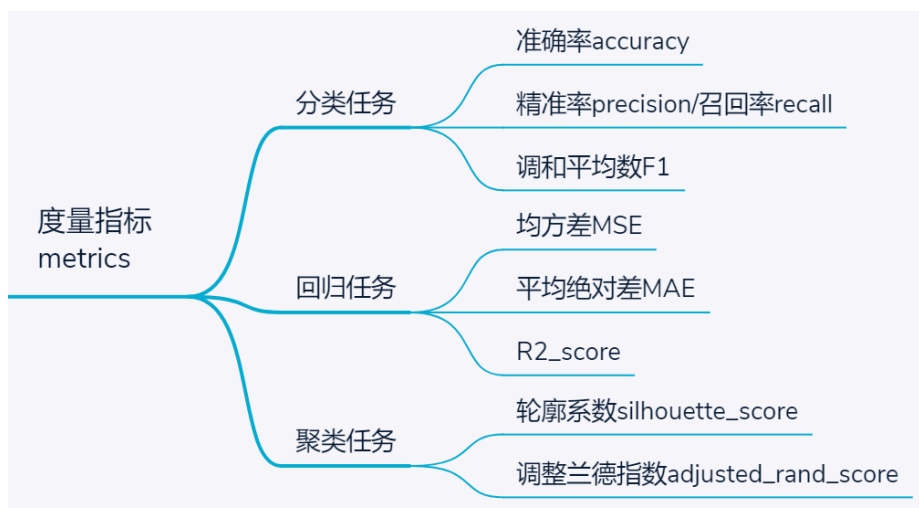 度量指标
metrics
分类任务
准确率accuracy
精准率precision/召回率recall
调和平均数F1
回归任务
均方差MSE
平均绝对差MAE
R2_score
聚类任务
轮廓系数silhouette_score
调整兰德指数adjusted_rand_score